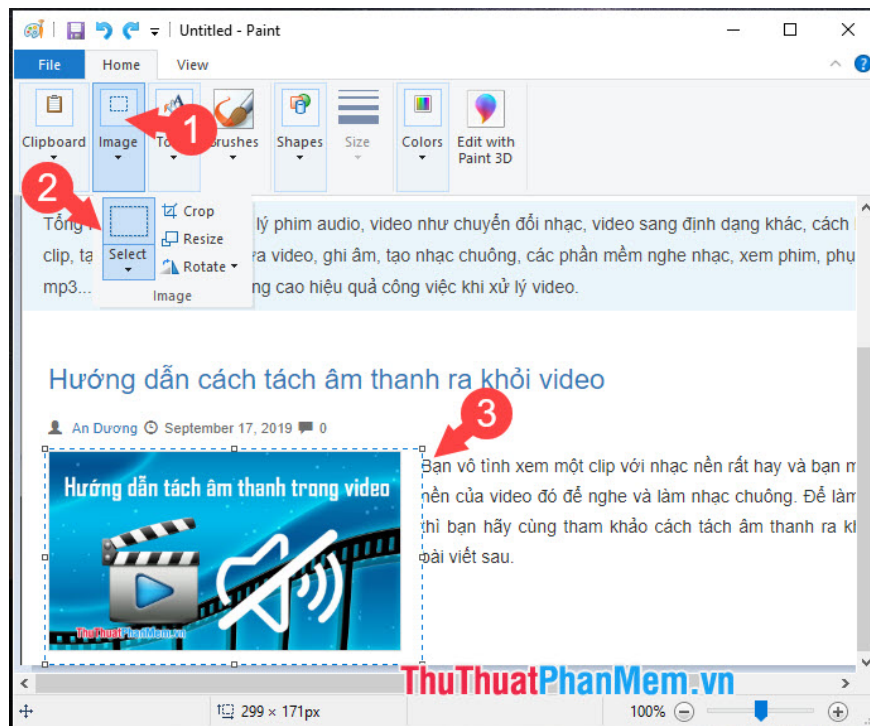 Untitled - Paint
File Home View
Clipboard Image Brushes Shapes Size Colors Edit with Paint 3D
1
2
Select
Crop
Resize
Rotate
Image
Tổng
lý phim audio, video như chuyển đổi nhạc, video sang định dạng khác, cách
clip, tạ
video, ghi âm, tạo nhạc chuông, các phần mềm nghe nhạc, xem phim, phụ
mp3...
ng cao hiệu quả công việc khi xử lý video.
Hướng dẫn cách tách âm thanh ra khỏi video
3
An Dương September 17, 2019 0
Bạn vô tình xem một clip với nhạc nền rất hay và bạn m
nền của video đó để nghe và làm nhạc chuông. Để làm
thì bạn hãy cùng tham khảo cách tách âm thanh ra kh
bài viết sau.
Hướng dẫn tách âm thanh trong video
ThuThuatPhanMem.vn
ThuThuatPhanMem.vn
299 × 171px
100%